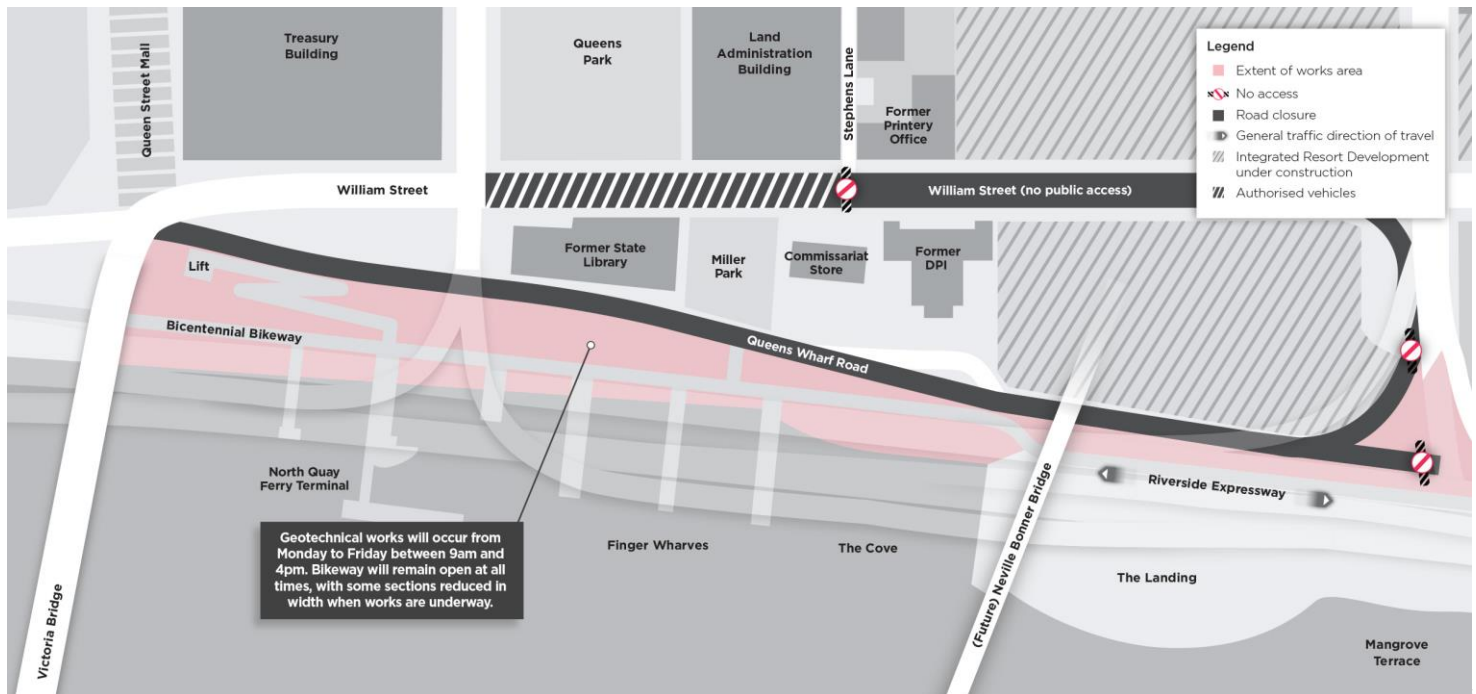 Queen Street Mall
Treasury
Building
Queens
Park
Land
Administration
Building
Stephens Lane
Former
Printery
Office
Legend
Extent of works area
No access
Road closure
General traffic direction of travel
Integrated Resort Development
under construction
Authorised vehicles
William Street
William Street (no public access)
Former State
Library
Miller
Park
Commissariat
Store
Former
DPI
Lift
Bicentennial Bikeway
Queens Wharf Road
North Quay
Ferry Terminal
Riverside Expressway
Geotechnical works will occur from
Monday to Friday between 9am and
4pm. Bikeway will remain open at all
times, with some sections reduced in
width when works are underway.
Finger Wharves
The Cove
The Landing
Victoria Bridge
(Future) Neville Bonner Bridge
Mangrove
Terrace